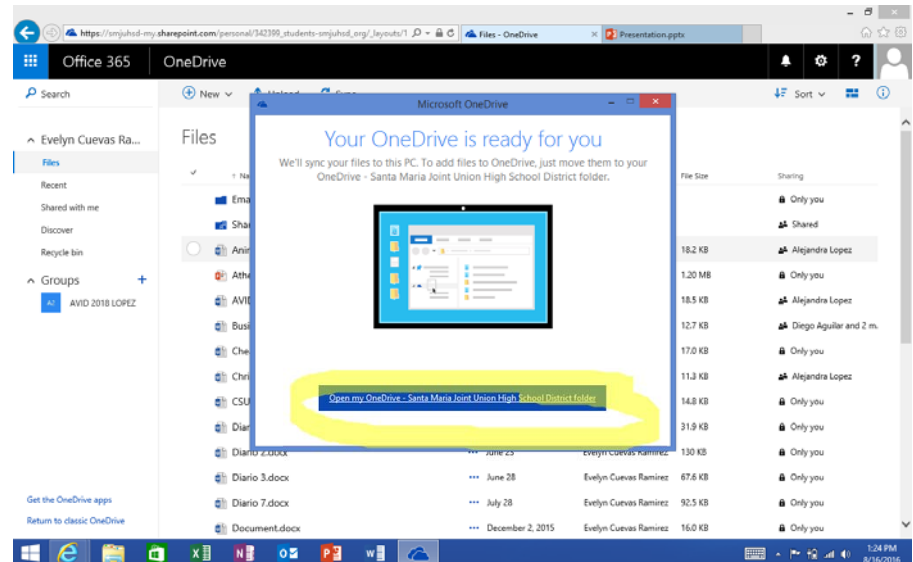 https://smjuhsd-my.sharepoint.com/personal/342399_students-smjuhsd_org/_layouts/1
Files - OneDrive
Presentation.pptx
Office 365
OneDrive
?
Search
New
Sort
Microsoft OneDrive
Your OneDrive is ready for you
We'll sync your files to this PC. To add files to OneDrive, just move them to your
OneDrive - Santa Maria Joint Union High School District folder.
Open my OneDrive - Santa Maria Joint Union High School District folder
Evelyn Cuevas Ra...
Files
Recent
Shared with me
Discover
Recycle bin
Groups
A2 AVID 2018 LOPEZ
Get the OneDrive apps
Return to classic OneDrive
Files
File Size
Sharing
Only you
Shared
18.2 KB Alejandra Lopez
1.20 MB Only you
AVID 18.5 KB Alejandra Lopez
Busi 12.7 KB Diego Aguilar and 2 m.
Che 17.0 KB Only you
Chri 11.3 KB Alejandra Lopez
CSU 14.8 KB Only you
Diar 31.9 KB Only you
Diario 2.docx June 23 Evelyn Cuevas Ramirez 130 KB Only you
Diario 3.docx June 28 Evelyn Cuevas Ramirez 67.6 KB Only you
Diario 7.docx July 28 Evelyn Cuevas Ramirez 92.5 KB Only you
Document.docx December 2, 2015 Evelyn Cuevas Ramirez 16.0 KB Only you
1:24 PM
8/16/2016